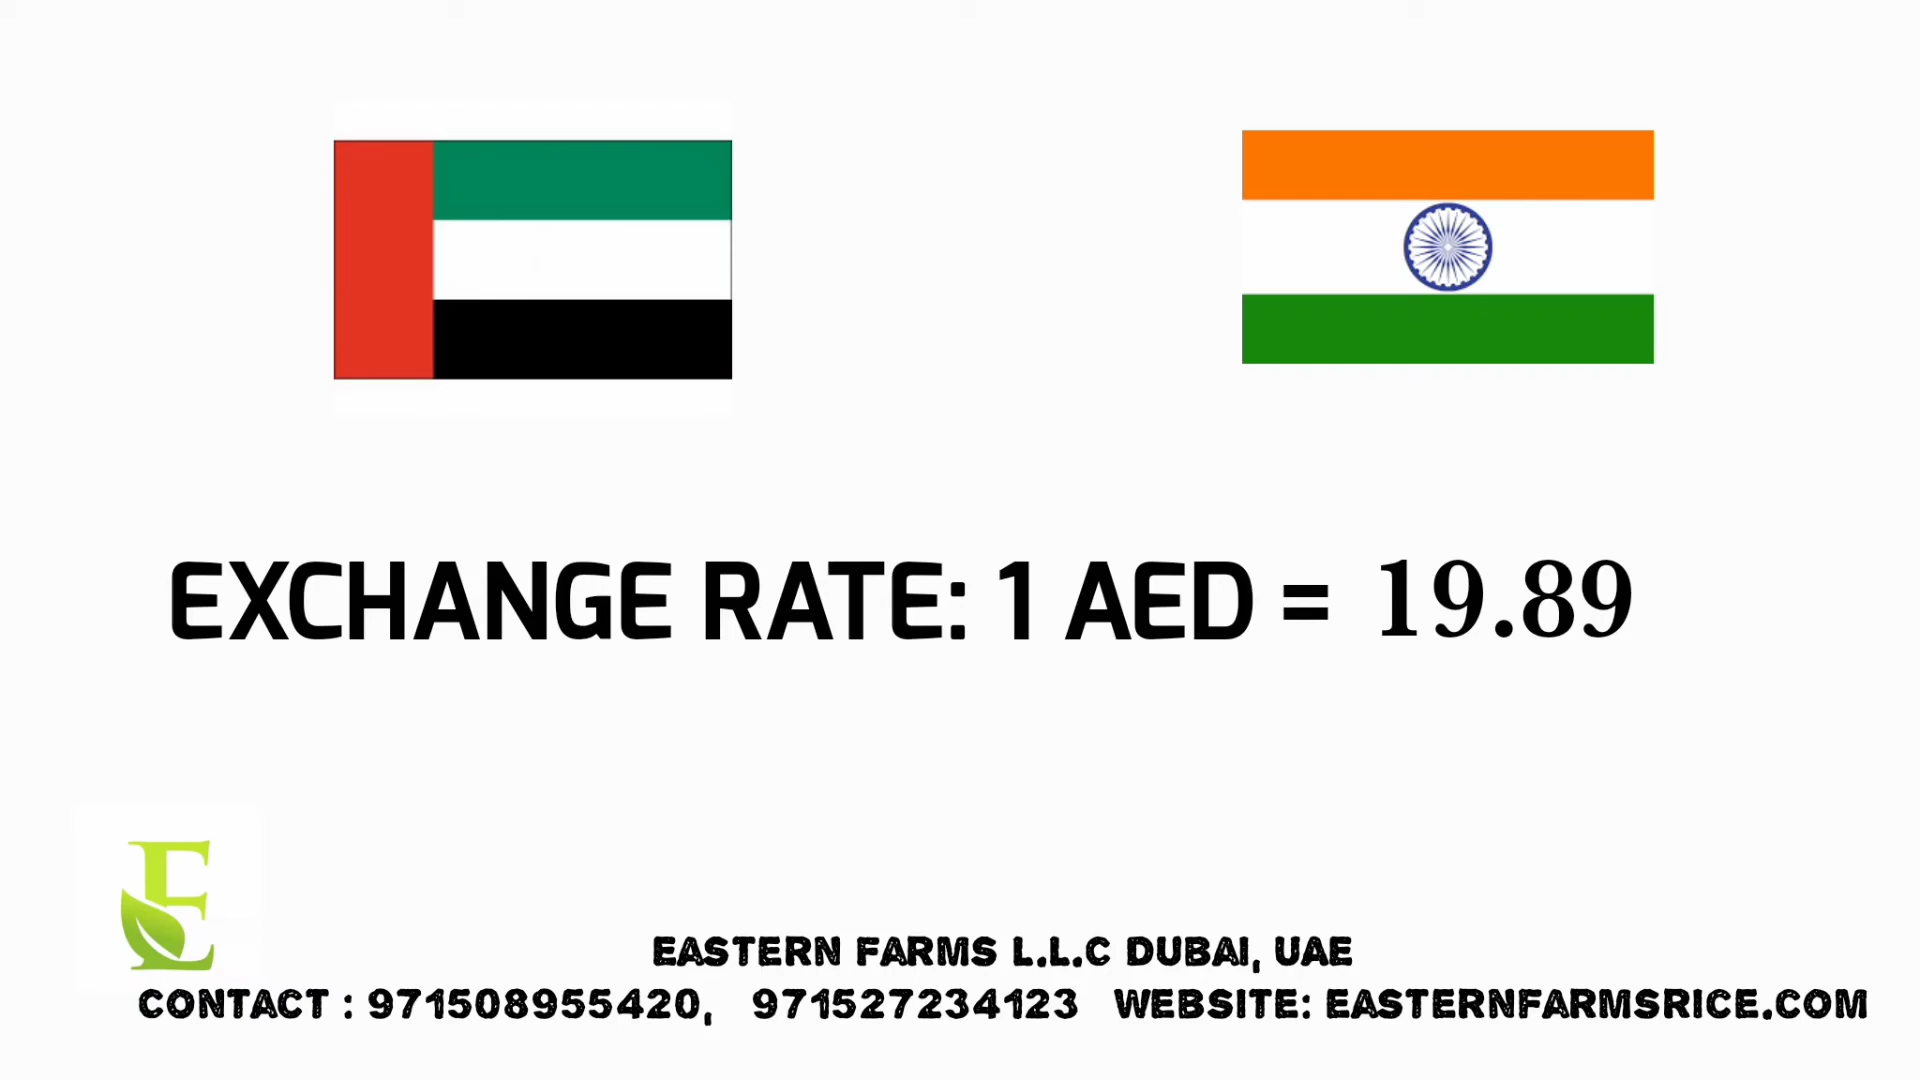 EXCHANGE RATE: 1 AED = 19.89
E
EASTERN FARMS L.L.C DUBAI, UAE
CONTACT : 971508955420, 971527234123 WEBSITE: EASTERNFARMSRICE.COM